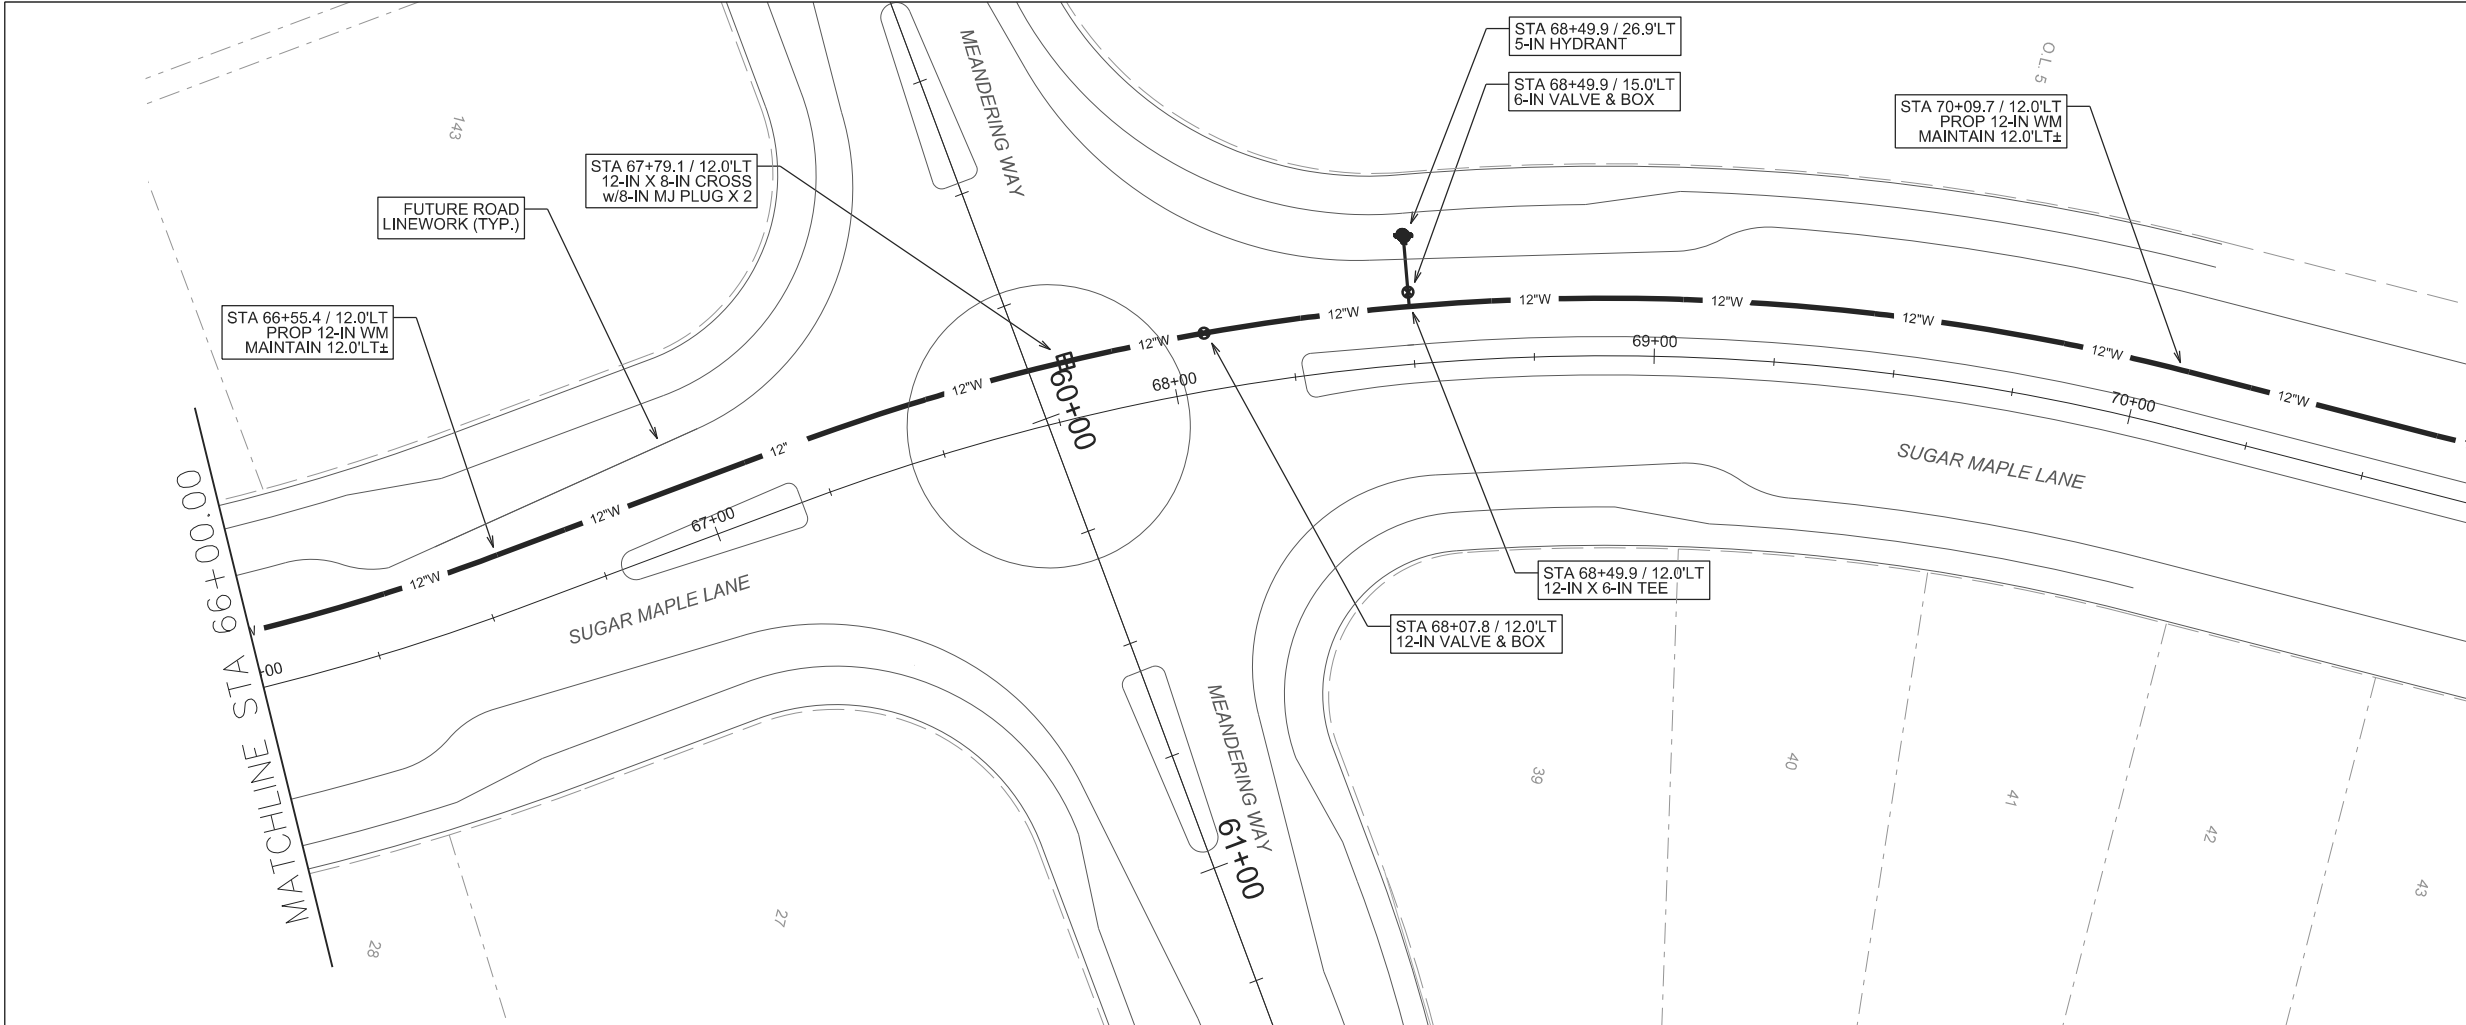 STA 68+49.9 / 26.9'LT
5-IN HYDRANT
STA 68+49.9 / 15.0'LT
6-IN VALVE & BOX
O.L. 5
STA 70+09.7 / 12.0'LT
PROP 12-IN WM
MAINTAIN 12.0'LT±
MEANDERING WAY
143
STA 67+79.1 / 12.0'LT
12-IN X 8-IN CROSS
w/8-IN MJ PLUG X 2
FUTURE ROAD
LINEWORK (TYP.)
STA 66+55.4 / 12.0'LT
PROP 12-IN WM
MAINTAIN 12.0'LT±
12"W
12"W
12"
12"W
12"W
12"W
12"W
12"W
12"W
12"W
12"W
W
60+00
68+00
69+00
70+00
67+00
+00
SUGAR MAPLE LANE
SUGAR MAPLE LANE
MATCHLINE STA 66+00.00
STA 68+49.9 / 12.0'LT
12-IN X 6-IN TEE
STA 68+07.8 / 12.0'LT
12-IN VALVE & BOX
MEANDERING WAY
61+00
28
27
39
40
41
42
43